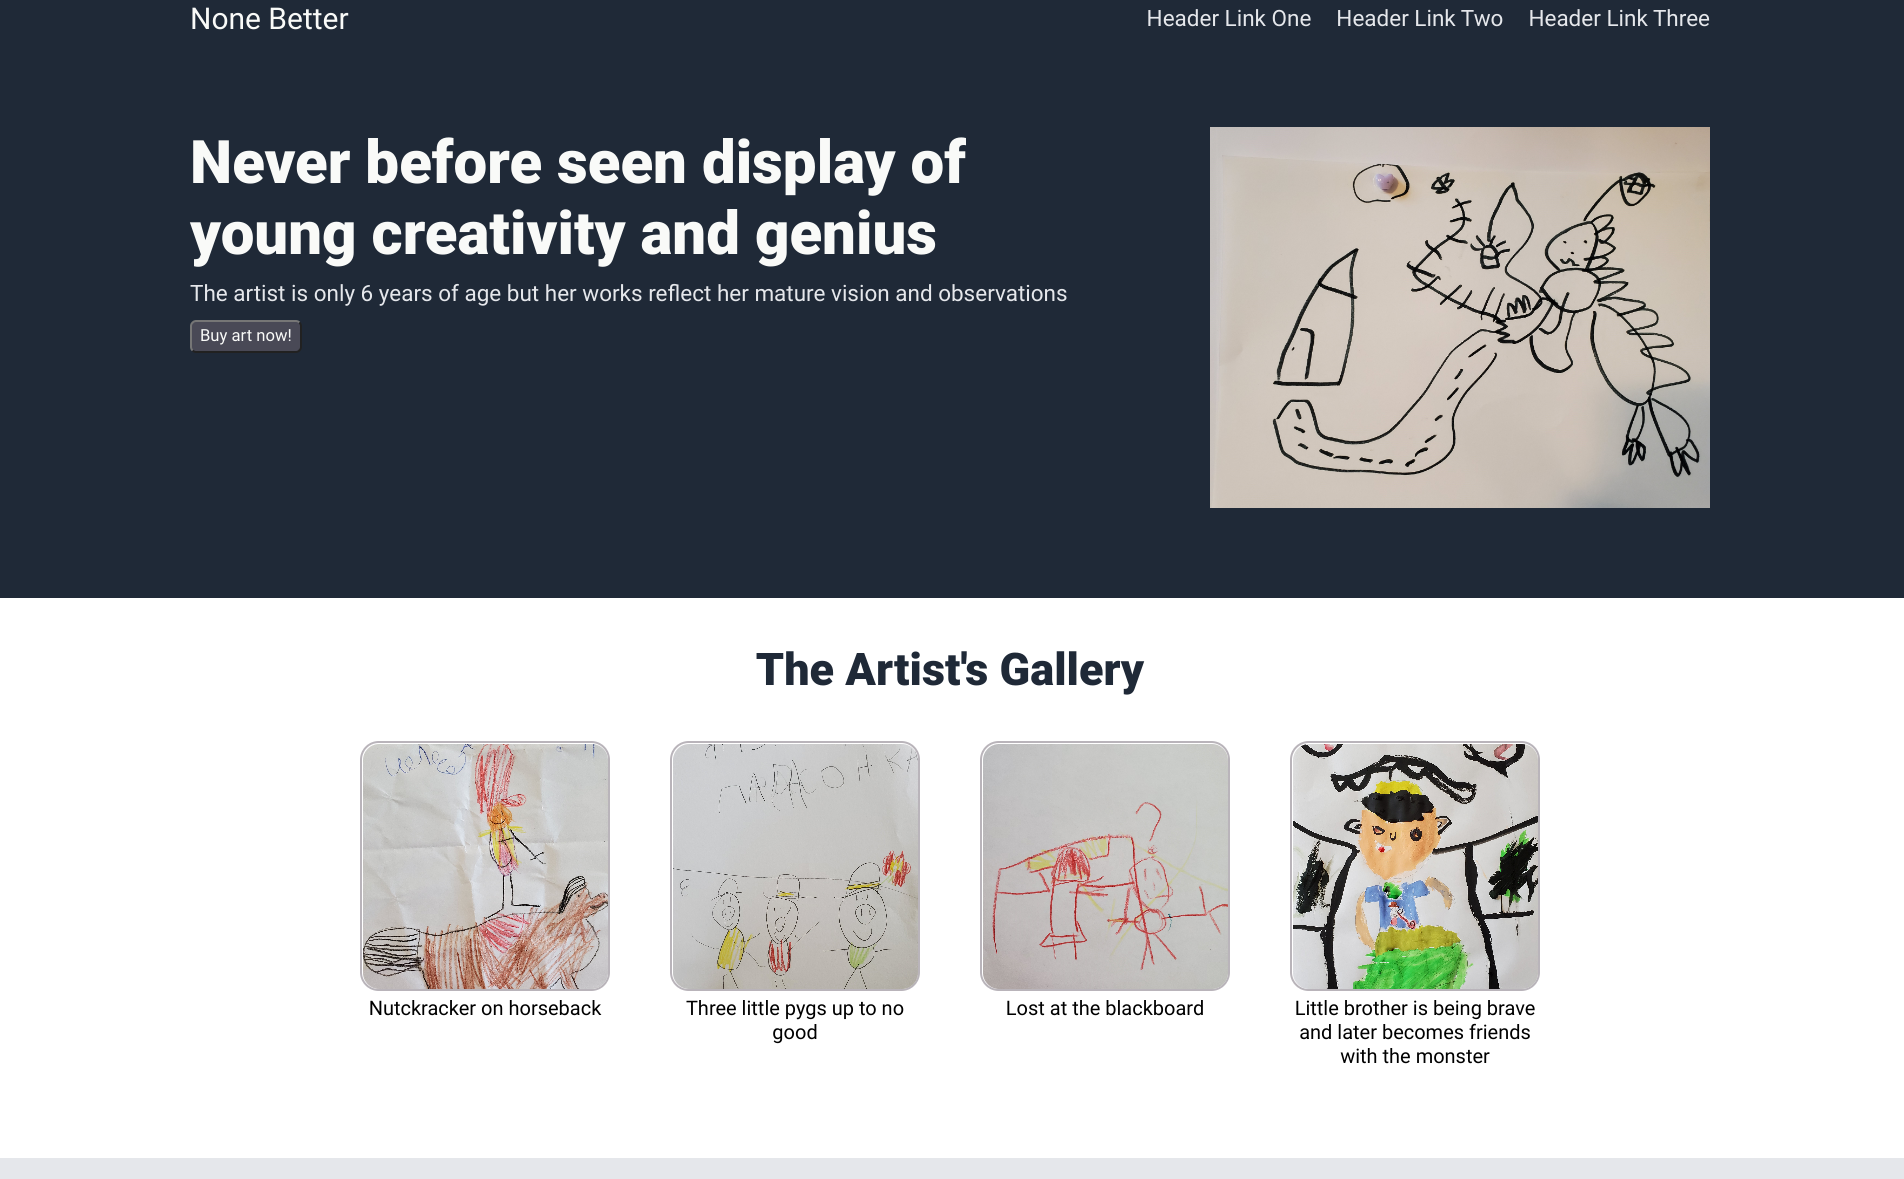 None Better
Header Link One
Header Link Two
Header Link Three
Never before seen display of
young creativity and genius
The artist is only 6 years of age but her works reflect her mature vision and observations
Buy art now!
The Artist's Gallery
Nutckracker on horseback
Three little pygs up to no
good
Lost at the blackboard
Little brother is being brave
and later becomes friends
with the monster